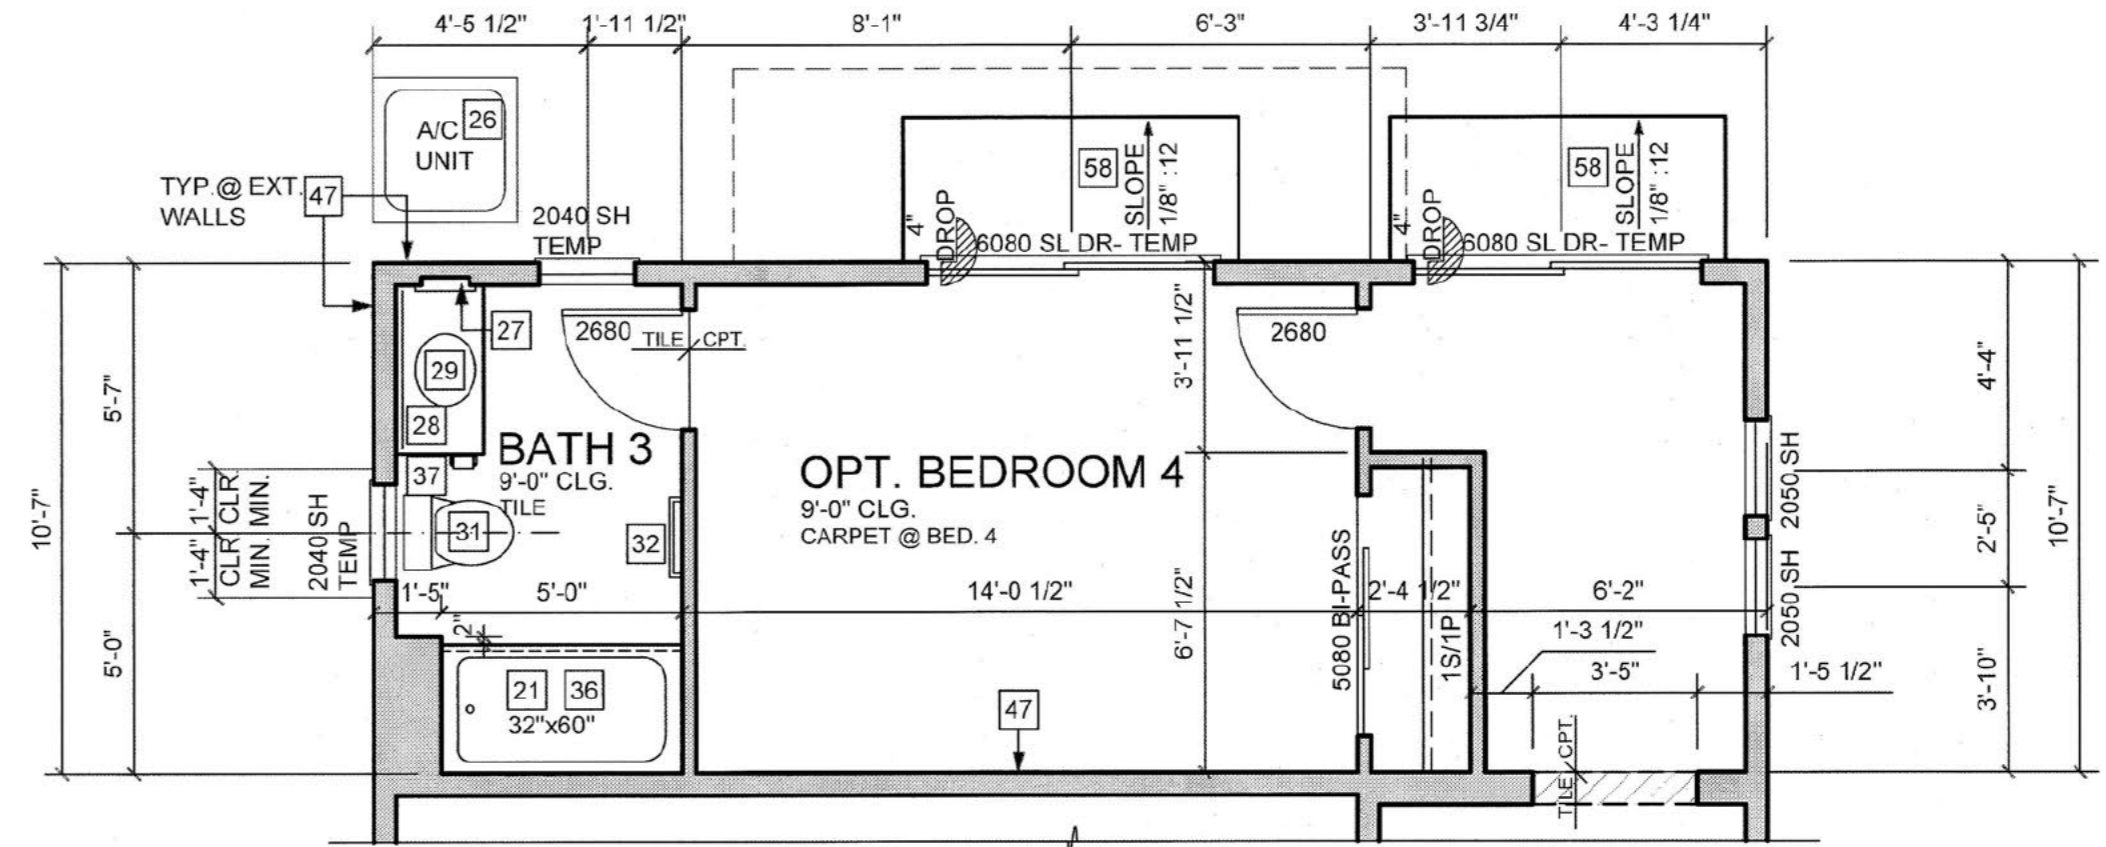 4'-5 1/2" 1'-11 1/2" 8'-1" 6'-3" 3'-11 3/4" 4'-3 1/4"
A/C 26
UNIT
58
SLOPE
1/8" :12
58
SLOPE
1/8" :12
TYP.@ EXT. 47
WALLS
2040 SH
TEMP
4"
DROP
6080 SL DR- TEMP
4"
DROP
6080 SL DR- TEMP
27
2680
TILE CPT.
2680
3'-11 1/2"
4'-4"
29
28
5'-7"
BATH 3
9'-0" CLG.
TILE
37
31
32
OPT. BEDROOM 4
9'-0" CLG.
CARPET @ BED. 4
2050 SH
2'-5"
10'-7"
10'-7"
1'-4" 1'-4"
CLR CLR.
MIN. MIN.
2040 SH
TEMP
1'-5" 5'-0" 14'-0 1/2" 2'-4 1/2" 6'-2"
2050 SH
5'-0"
2"
6'-7 1/2"
5080 BI-PASS
1S/1P
1'-3 1/2"
3'-5"
1'-5 1/2"
3'-10"
21 36
32"x60"
47
TILE CPT.